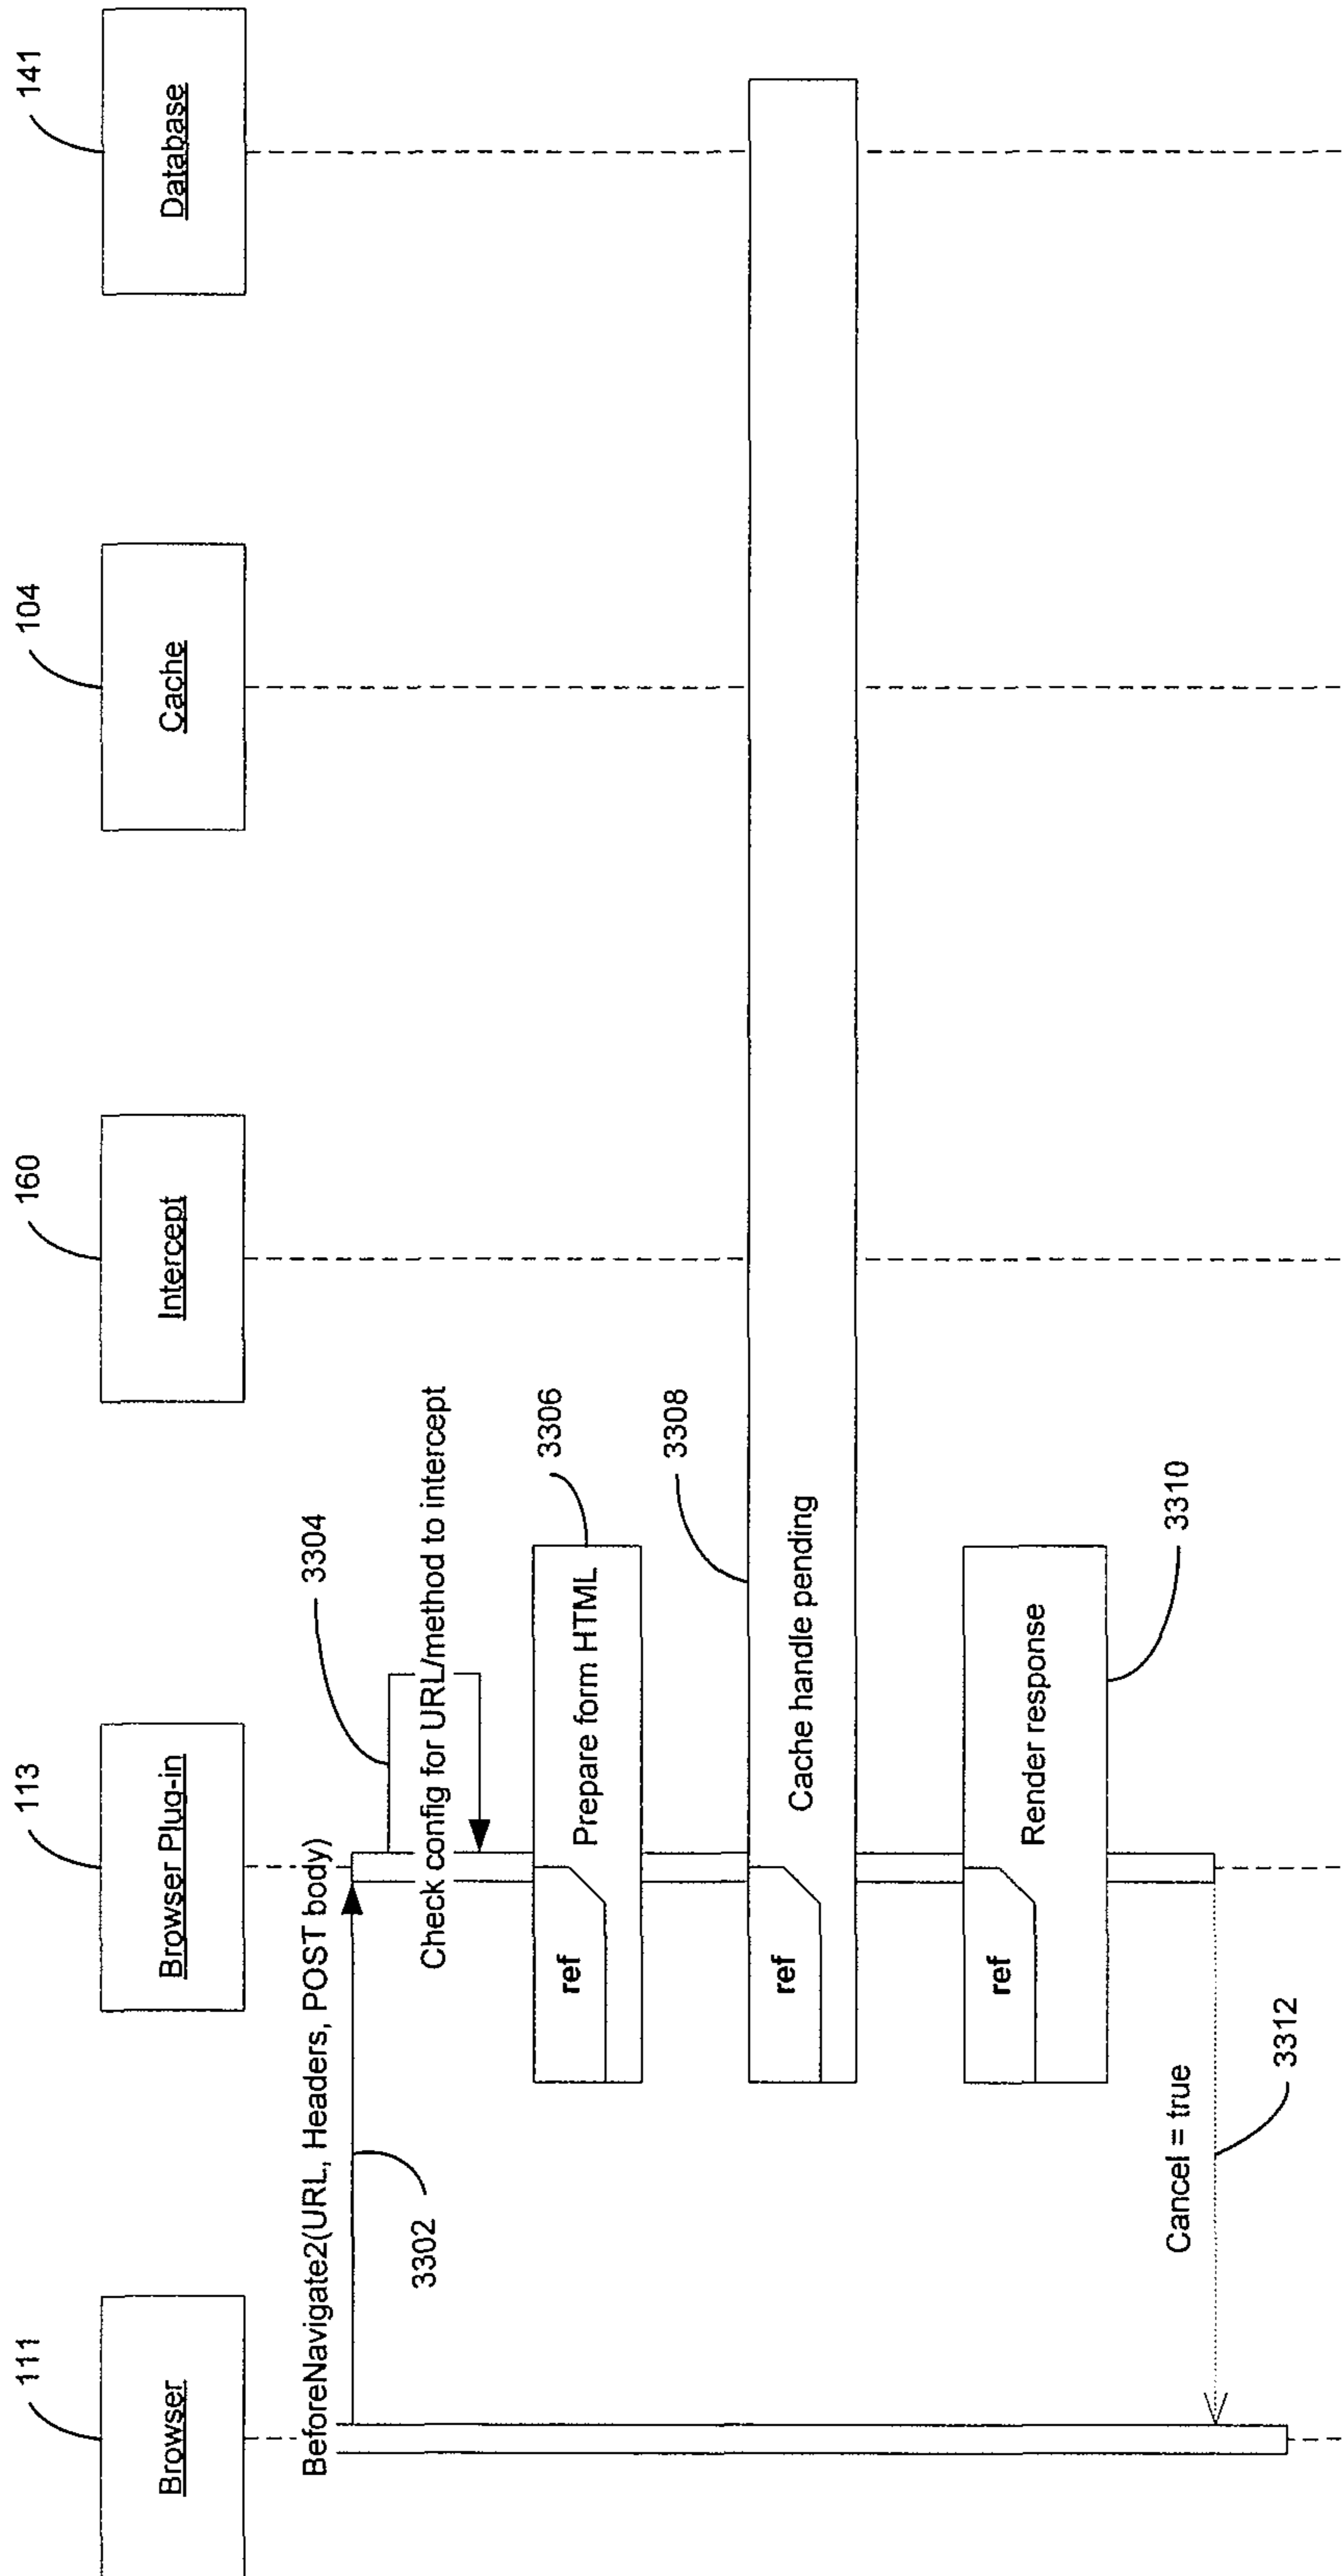 111
113
160
104
141
Browser
Browser Plug-in
Intercept
Cache
Database
BeforeNavigate2(URL, Headers, POST body)
3302
3304
Check config for URL/method to intercept
3306
ref
Prepare form HTML
3308
ref
Cache handle pending
ref
Render response
3310
Cancel = true
3312